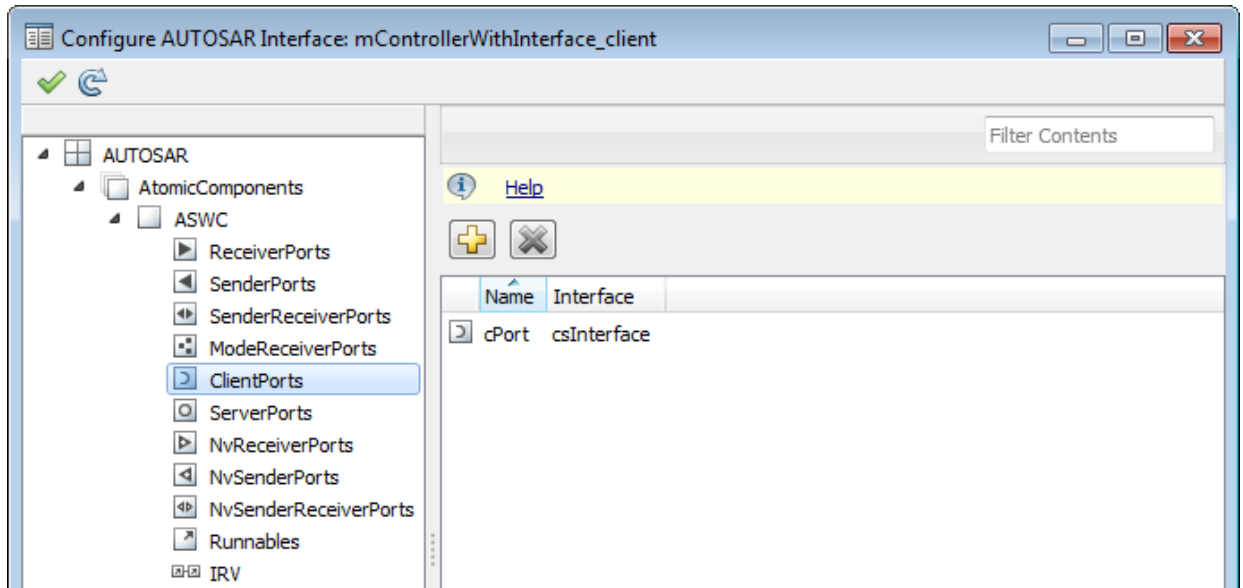 Configure AUTOSAR Interface: mControllerWithInterface_client
Filter Contents
AUTOSAR
AtomicComponents
ASWC
ReceiverPorts
SenderPorts
SenderReceiverPorts
ModeReceiverPorts
ClientPorts
ServerPorts
NvReceiverPorts
NvSenderPorts
NvSenderReceiverPorts
Runnables
IRV
Help
Name Interface
cPort csInterface